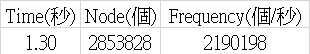 Time(秒) Node(個) Frequency(個/秒)
1.30 2853828 2190198